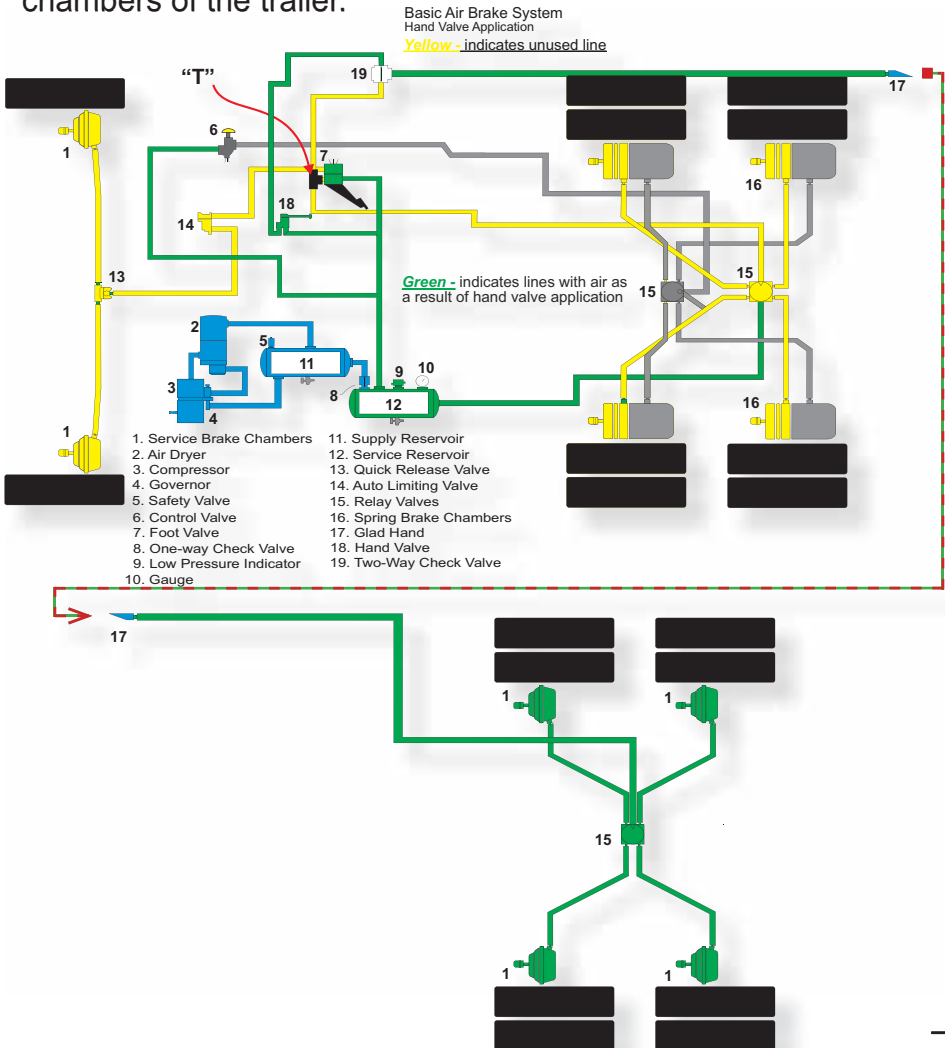 chambers of the trailer.
Basic Air Brake System
Hand Valve Application
Yellow - indicates unused line
"T"
19
17
6
7
1
16
18
14
13
Green - indicates lines with air as
a result of hand valve application
15
15
2
5
11
3
4
8
9
10
12
16
1
1. Service Brake Chambers
2. Air Dryer
3. Compressor
4. Governor
5. Safety Valve
6. Control Valve
7. Foot Valve
8. One-way Check Valve
9. Low Pressure Indicator
10. Gauge
11. Supply Reservoir
12. Service Reservoir
13. Quick Release Valve
14. Auto Limiting Valve
15. Relay Valves
16. Spring Brake Chambers
17. Glad Hand
18. Hand Valve
19. Two-Way Check Valve
17
1
1
15
1
1